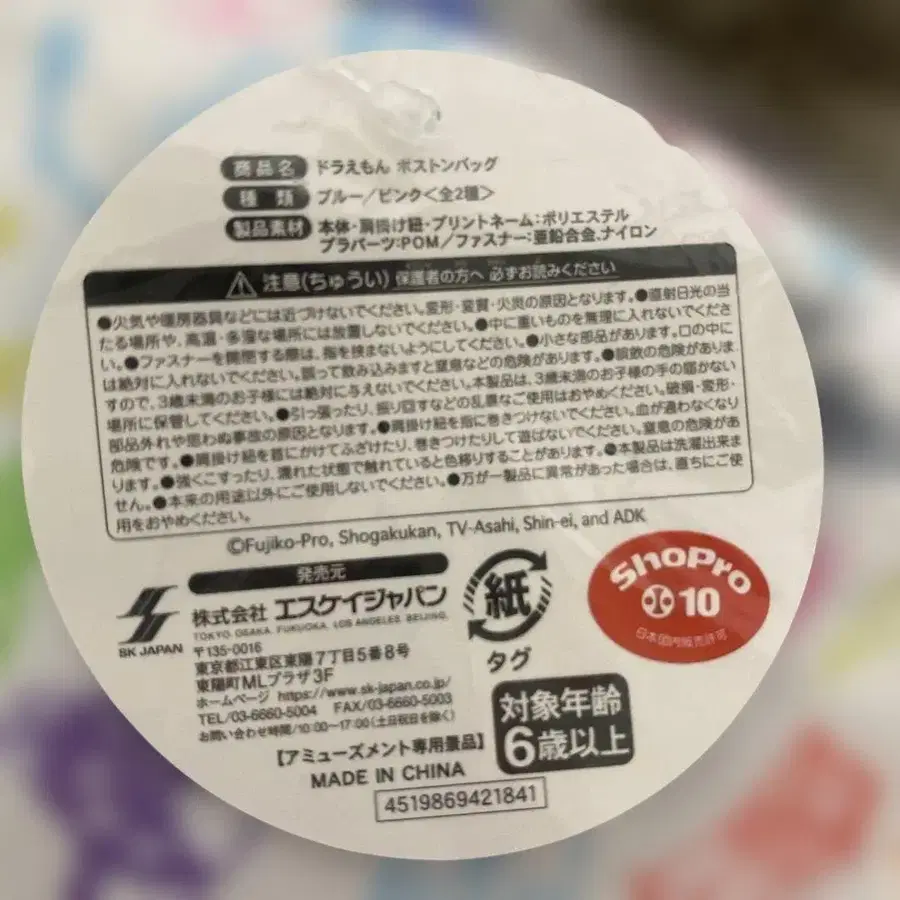 商品名 ドラえもん ボストンバッグ
種類 ブルー/ピンク<全2種>
製品素材 本体・肩掛け紐・プリントネーム:ポリエステル
プラパーツ:POM/ファスナー:亜鉛合金、ナイロン
注意(ちゅうい) 保護者の方へ 必ずお読みください
●火気や暖房器具などには近づけないでください。変形・変質・火災の原因となります。●直射日光の当
たる場所や、高温・多湿な場所には放置しないでください。●中に重いものを無理に入れないでくださ
い。●ファスナーを開閉する際は、指を挟まないようにしてください。●小さな部品があります。口の中に
は絶対に入れないでください。誤って飲み込みますと窒息などの危険があります。●誤飲の危険がありま
すので、3歳未満のお子様には絶対に与えないでください。本製品は、3歳未満のお子様の手の届かない
場所に保管してください。●引っ張ったり、振り回すなどの乱暴なご使用はおやめください。破損・変形・
部品外れや思わぬ事故の原因となります。●肩掛け紐を指に巻きつけないでください。血が通わなくなり
危険です。●肩掛け紐を首にかけてふざけたり、巻きつけたりして遊ばないでください。窒息の危険があ
ります。●強くこすったり、濡れた状態で触れていると色移りすることがあります。●本製品は洗濯出来ま
せん。●本来の用途以外にご使用しないでください。●万が一製品に異常があった場合は、直ちにご使
用をおやめください。
©Fujiko-Pro, Shogakukan, TV-Asahi, Shin-ei, and ADK
発売元
SK JAPAN
株式会社 エスケイジャパン
TOKYO. OSAKA. FUKUOKA. LOS ANGELES. BEIJING.
〒135-0016
東京都江東区東陽7丁目5番8号
東陽町MLプラザ3F
ホームページ https://www.sk-japan.co.jp/
TEL/03-6660-5004 FAX/03-6660-5003
お問い合わせ時間/10:00~17:00(土日祝日を除く)
紙
タグ
ShoPro
10
日本国内販売許可
対象年齢
6歳以上
【アミューズメント専用景品】
MADE IN CHINA
4519869421841